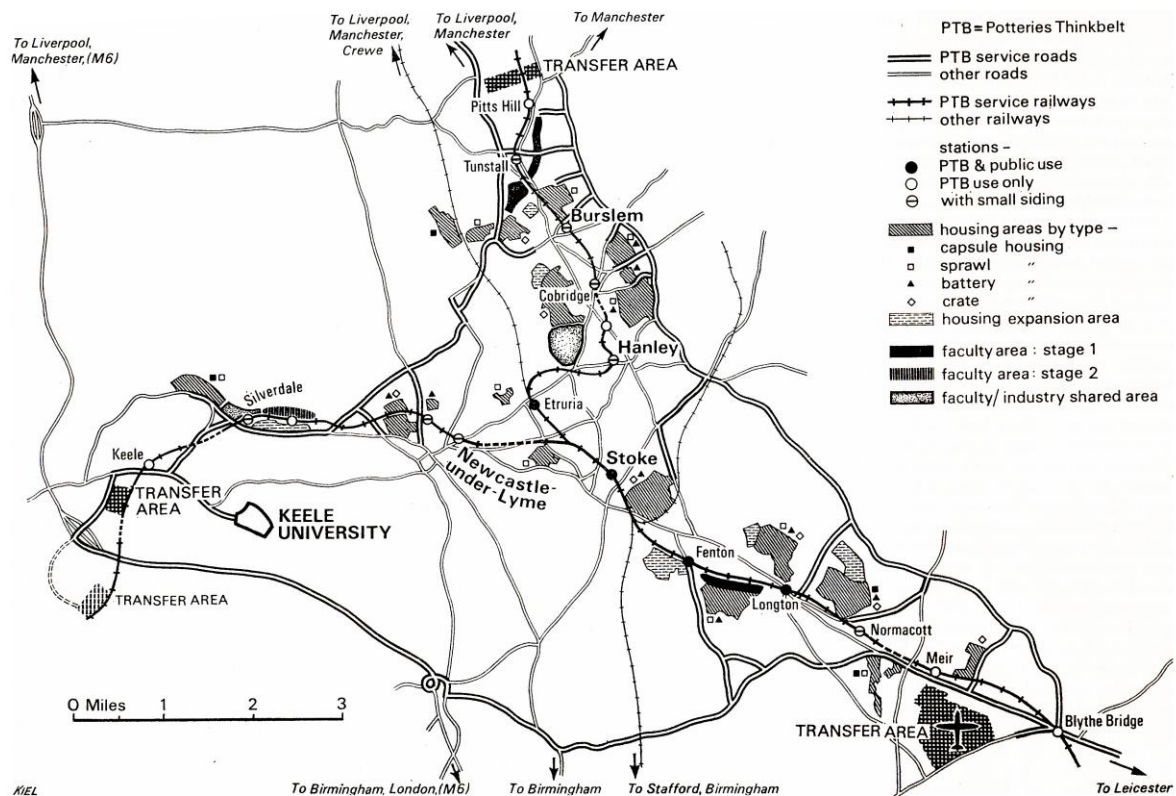 To Liverpool,
Manchester,(M6)
To Liverpool,
Manchester,
Crewe
To Liverpool,
Manchester
To Manchester
TRANSFER AREA
Pitts Hill
Tunstall
Burslem
Cobridge
Hanley
Etruria
Silverdale
Keele
TRANSFER
AREA
KEELE
UNIVERSITY
TRANSFER AREA
Newcastle-
under-Lyme
Stoke
Fenton
Longton
Normacott
Meir
TRANSFER AREA
Blythe Bridge
0 Miles 1 2 3
KIEL
To Birmingham, London,(M6)
To Birmingham
To Stafford, Birmingham
To Leicester
PTB = Potteries Thinkbelt
PTB service roads
other roads
PTB service railways
other railways
stations –
PTB & public use
PTB use only
with small siding
housing areas by type –
capsule housing
sprawl "
battery "
crate "
housing expansion area
faculty area : stage 1
faculty area : stage 2
faculty/industry shared area